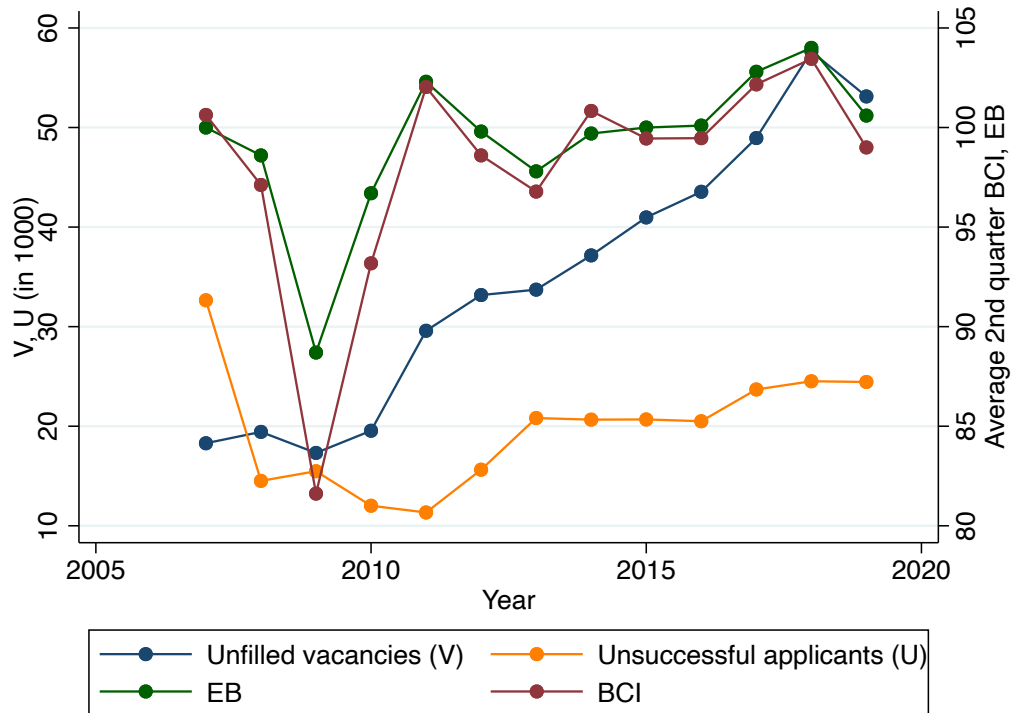 V, U (in 1000)
60
50
40
30
20
10
105
100
95
90
85
80
Average 2nd quarter BCI, EB
2005 2010 2015 2020
Year
Unfilled vacancies (V) Unsuccessful applicants (U)
EB BCI